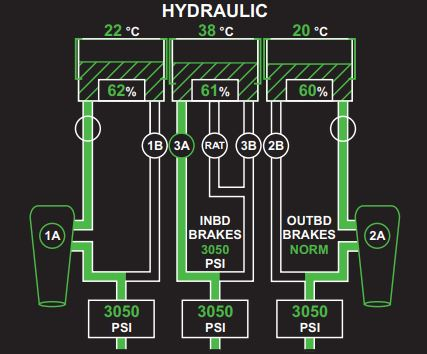 HYDRAULIC
22 °C 38 °C 20 °C
62% 61% 60%
1B 3A RAT 3B 2B
INBD
BRAKES
3050
PSI
OUTBD
BRAKES
NORM
1A 2A
3050
PSI
3050
PSI
3050
PSI